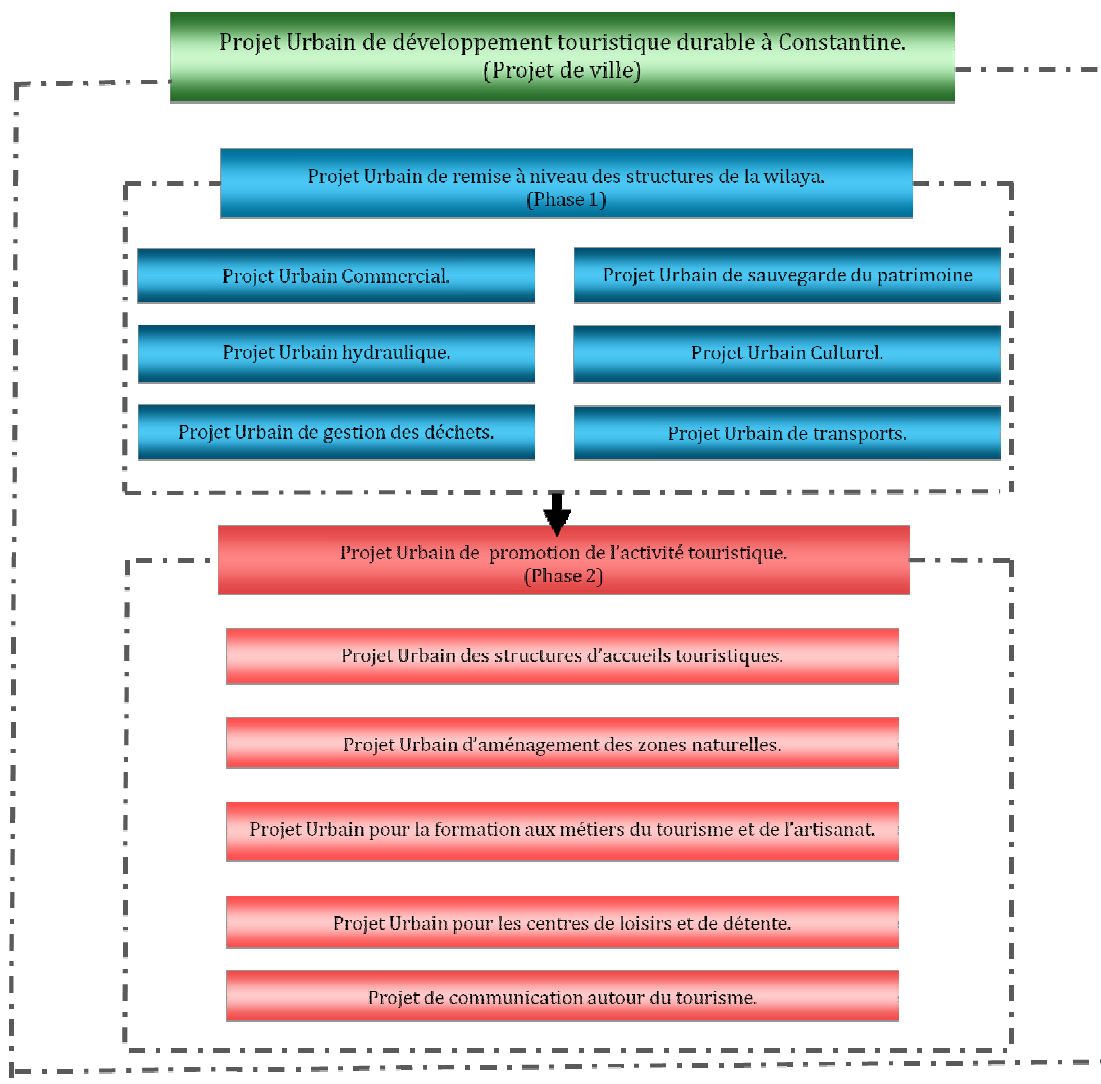 Projet Urbain de développement touristique durable à Constantine.
(Projet de ville)
Projet Urbain de remise à niveau des structures de la wilaya.
(Phase 1)
Projet Urbain Commercial.
Projet Urbain de sauvegarde du patrimoine
Projet Urbain hydraulique.
Projet Urbain Culturel.
Projet Urbain de gestion des déchets.
Projet Urbain de transports.
Projet Urbain de promotion de l'activité touristique.
(Phase 2)
Projet Urbain des structures d'accueils touristiques.
Projet Urbain d'aménagement des zones naturelles.
Projet Urbain pour la formation aux métiers du tourisme et de l'artisanat.
Projet Urbain pour les centres de loisirs et de détente.
Projet de communication autour du tourisme.